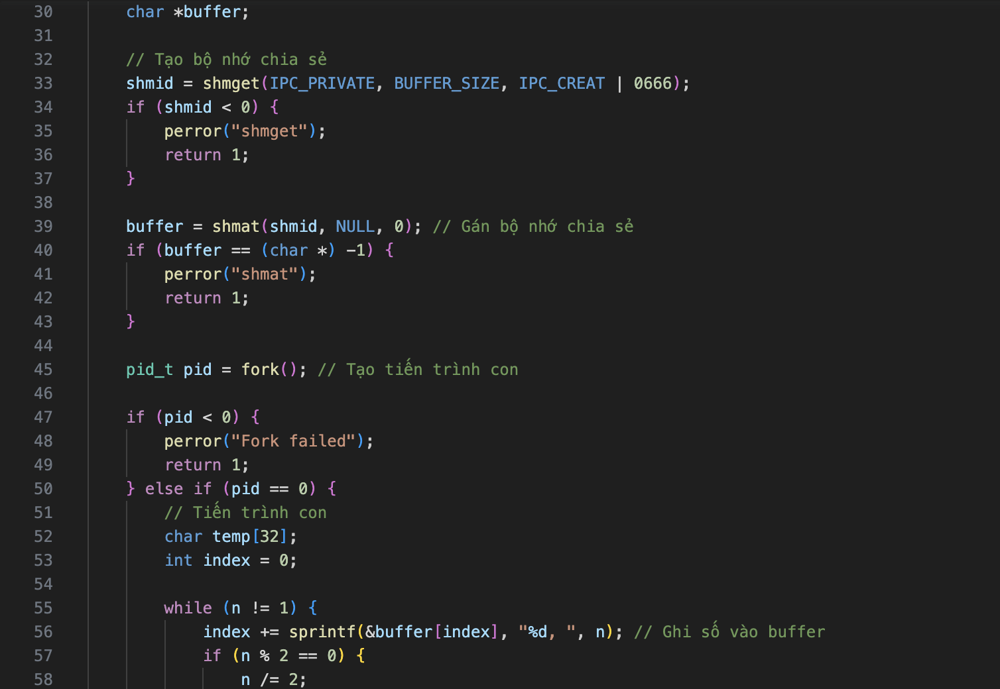 30 char *buffer;
31
32 // Tạo bộ nhớ chia sẻ
33 shmid = shmget(IPC_PRIVATE, BUFFER_SIZE, IPC_CREAT | 0666);
34 if (shmid < 0) {
35 perror("shmget");
36 return 1;
37 }
38
39 buffer = shmat(shmid, NULL, 0); // Gán bộ nhớ chia sẻ
40 if (buffer == (char *) -1) {
41 perror("shmat");
42 return 1;
43 }
44
45 pid_t pid = fork(); // Tạo tiến trình con
46
47 if (pid < 0) {
48 perror("Fork failed");
49 return 1;
50 } else if (pid == 0) {
51 // Tiến trình con
52 char temp[32];
53 int index = 0;
54
55 while (n != 1) {
56 index += sprintf(&buffer[index], "%d, ", n); // Ghi số vào buffer
57 if (n % 2 == 0) {
58 n /= 2;